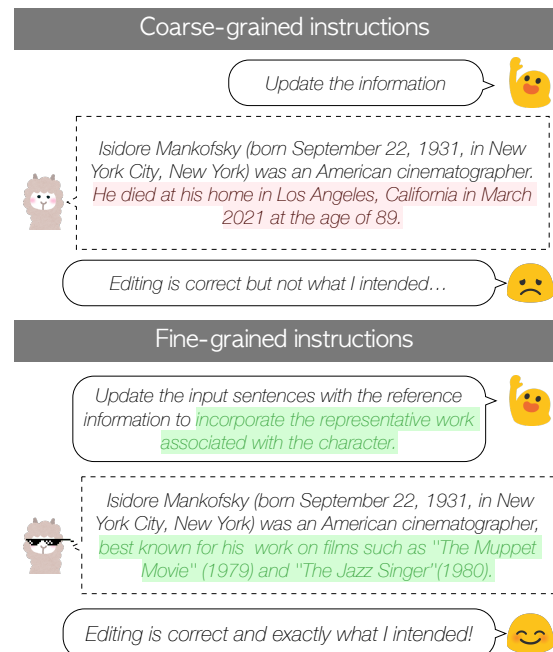 Coarse-grained instructions
Update the information
Isidore Mankofsky (born September 22, 1931, in New
York City, New York) was an American cinematographer.
He died at his home in Los Angeles, California in March
2021 at the age of 89.
Editing is correct but not what I intended…
Fine-grained instructions
Update the input sentences with the reference
information to incorporate the representative work
associated with the character.
Isidore Mankofsky (born September 22, 1931, in New
York City, New York) was an American cinematographer,
best known for his work on films such as "The Muppet
Movie" (1979) and "The Jazz Singer"(1980).
Editing is correct and exactly what I intended!